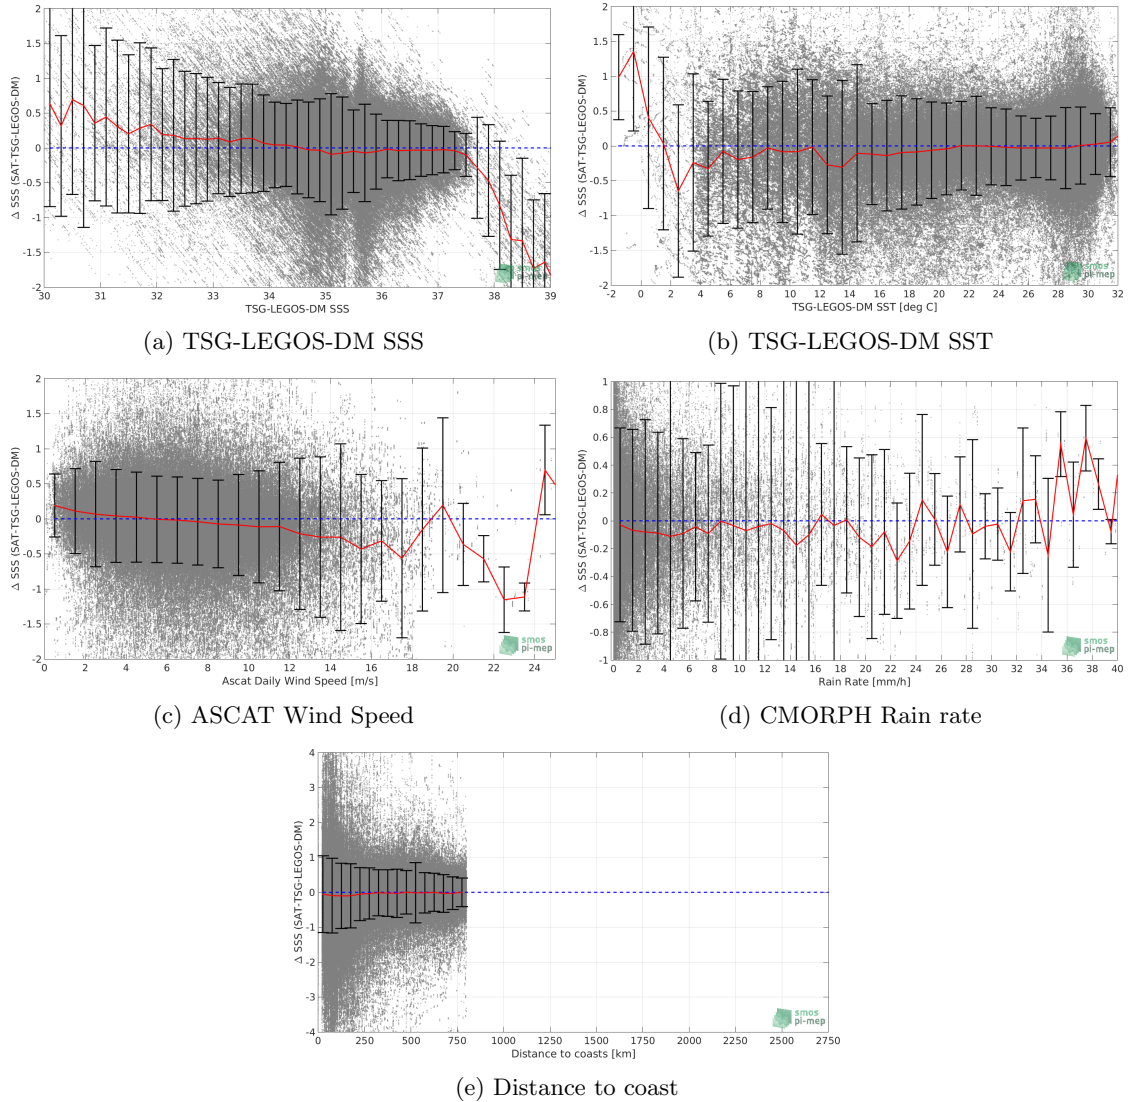 2
1.5
1
0.5
0
-0.5
-1
-1.5
-2
Δ SSS (SAT-TSG-LEGOS-DM)
30 31 32 33 34 35 36 37 38 39
TSG-LEGOS-DM SSS
smos
pi-mep
(a) TSG-LEGOS-DM SSS
2
1.5
1
0.5
0
-0.5
-1
-1.5
-2
Δ SSS (SAT-TSG-LEGOS-DM)
-2 0 2 4 6 8 10 12 14 16 18 20 22 24 26 28 30 32
TSG-LEGOS-DM SST [deg C]
smos
pi-mep
(b) TSG-LEGOS-DM SST
2
1.5
1
0.5
0
-0.5
-1
-1.5
-2
Δ SSS (SAT-TSG-LEGOS-DM)
0 2 4 6 8 10 12 14 16 18 20 22 24
Ascat Daily Wind Speed [m/s]
smos
pi-mep
(c) ASCAT Wind Speed
1
0.8
0.6
0.4
0.2
0
-0.2
-0.4
-0.6
-0.8
-1
Δ SSS (SAT-TSG-LEGOS-DM)
0 2 4 6 8 10 12 14 16 18 20 22 24 26 28 30 32 34 36 38 40
Rain Rate [mm/h]
smos
pi-mep
(d) CMORPH Rain rate
4
3
2
1
0
-1
-2
-3
-4
Δ SSS (SAT-TSG-LEGOS-DM)
0 250 500 750 1000 1250 1500 1750 2000 2250 2500 2750
Distance to coasts [km]
smos
pi-mep
(e) Distance to coast